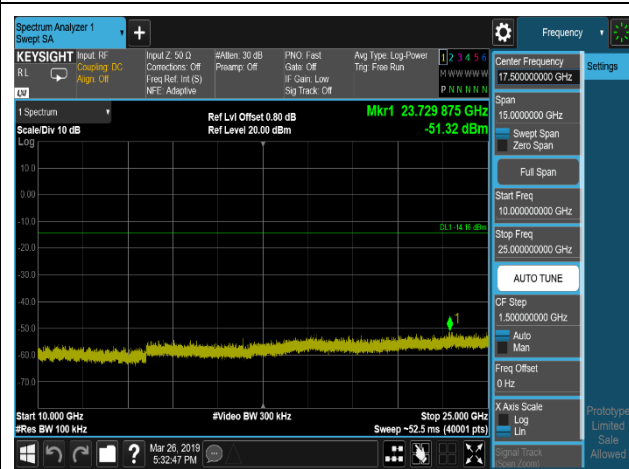 Spectrum Analyzer 1
Swept SA
Frequency
KEYSIGHT
RL
Input: RF
Coupling: DC
Align: Off
Input Z: 50 Ω
Corrections: Off
Freq Ref: Int (S)
NFE: Adaptive
#Atten: 30 dB
Preamp: Off
PNO: Fast
Gate: Off
IF Gain: Low
Sig Track: Off
Avg Type: Log-Power
Trig: Free Run
1 2 3 4 5 6
M W W W W W
P N N N N N
LXI
1 Spectrum
Scale/Div 10 dB
Log
Ref Lvl Offset 0.80 dB
Ref Level 20.00 dBm
Mkr1 23.729 875 GHz
-51.32 dBm
10.0
0.00
-10.0
DL1 -14.16 dBm
-20.0
-30.0
-40.0
-50.0
1
-60.0
-70.0
Start 10.000 GHz
#Res BW 100 kHz
#Video BW 300 kHz
Stop 25.000 GHz
Sweep ~52.5 ms (40001 pts)
?
Mar 26, 2019
5:32:47 PM
Center Frequency
17.500000000 GHz
Settings
Span
15.0000000 GHz
Swept Span
Zero Span
Full Span
Start Freq
10.000000000 GHz
Stop Freq
25.000000000 GHz
AUTO TUNE
CF Step
1.500000000 GHz
Auto
Man
Freq Offset
0 Hz
X Axis Scale
Log
Lin
Signal Track
(Span Zoom)
Prototype
Limited
Sale
Allowed